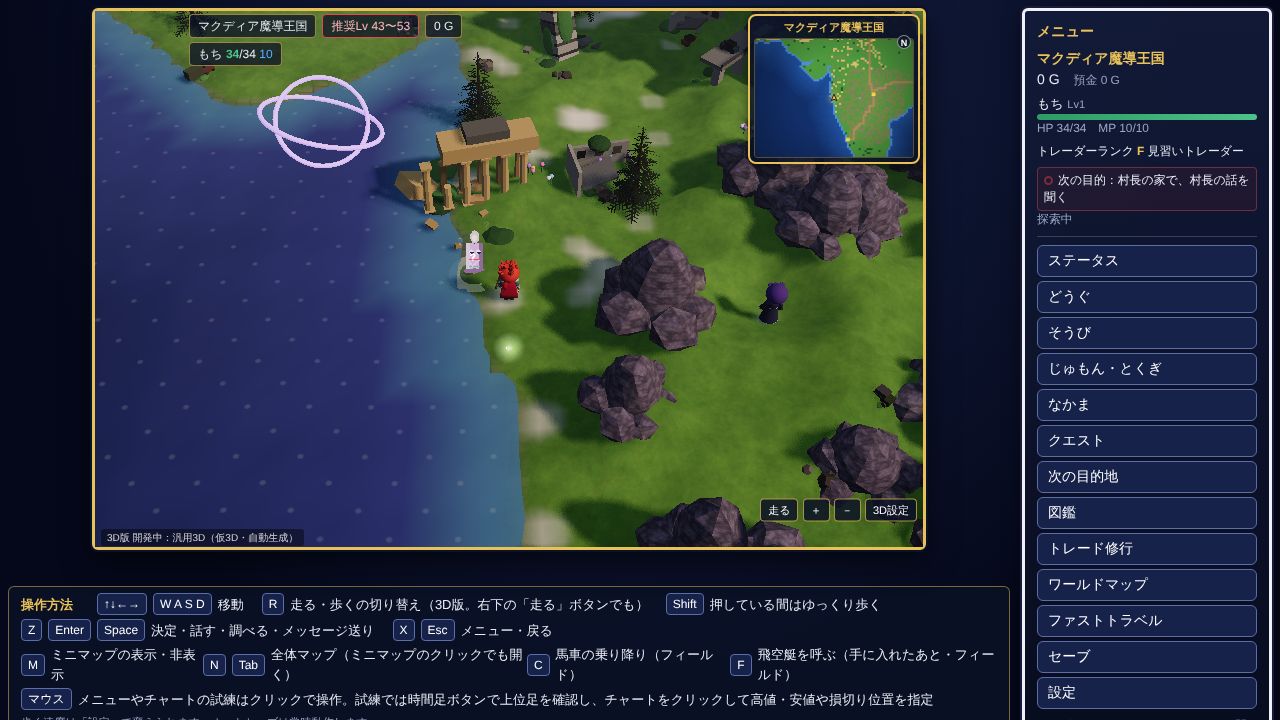 マクディア魔導王国 推奨Lv 43〜53 0 G
もち 34/34 10
マクディア魔導王国
N
走る + − 3D設定
3D版 開発中：汎用3D（仮3D・自動生成）
メニュー
マクディア魔導王国
0 G 預金 0 G
もち Lv1
HP 34/34 MP 10/10
トレーダーランク F 見習いトレーダー
次の目的：村長の家で、村長の話を
聞く
探索中
ステータス
どうぐ
そうび
じゅもん・とくぎ
なかま
クエスト
次の目的地
図鑑
トレード修行
ワールドマップ
ファストトラベル
セーブ
設定
操作方法 ↑↓←→ W A S D 移動 R 走る・歩くの切り替え（3D版。右下の「走る」ボタンでも） Shift 押している間はゆっくり歩く
Z Enter Space 決定・話す・調べる・メッセージ送り X Esc メニュー・戻る
M ミニマップの表示・非表示 N Tab 全体マップ（ミニマップのクリックでも開く） C 馬車の乗り降り（フィールド） F 飛空艇を呼ぶ（手に入れたあと・フィールド）
マウス メニューやチャートの試練はクリックで操作。試練では時間足ボタンで上位足を確認し、チャートをクリックして高値・安値や損切り位置を指定